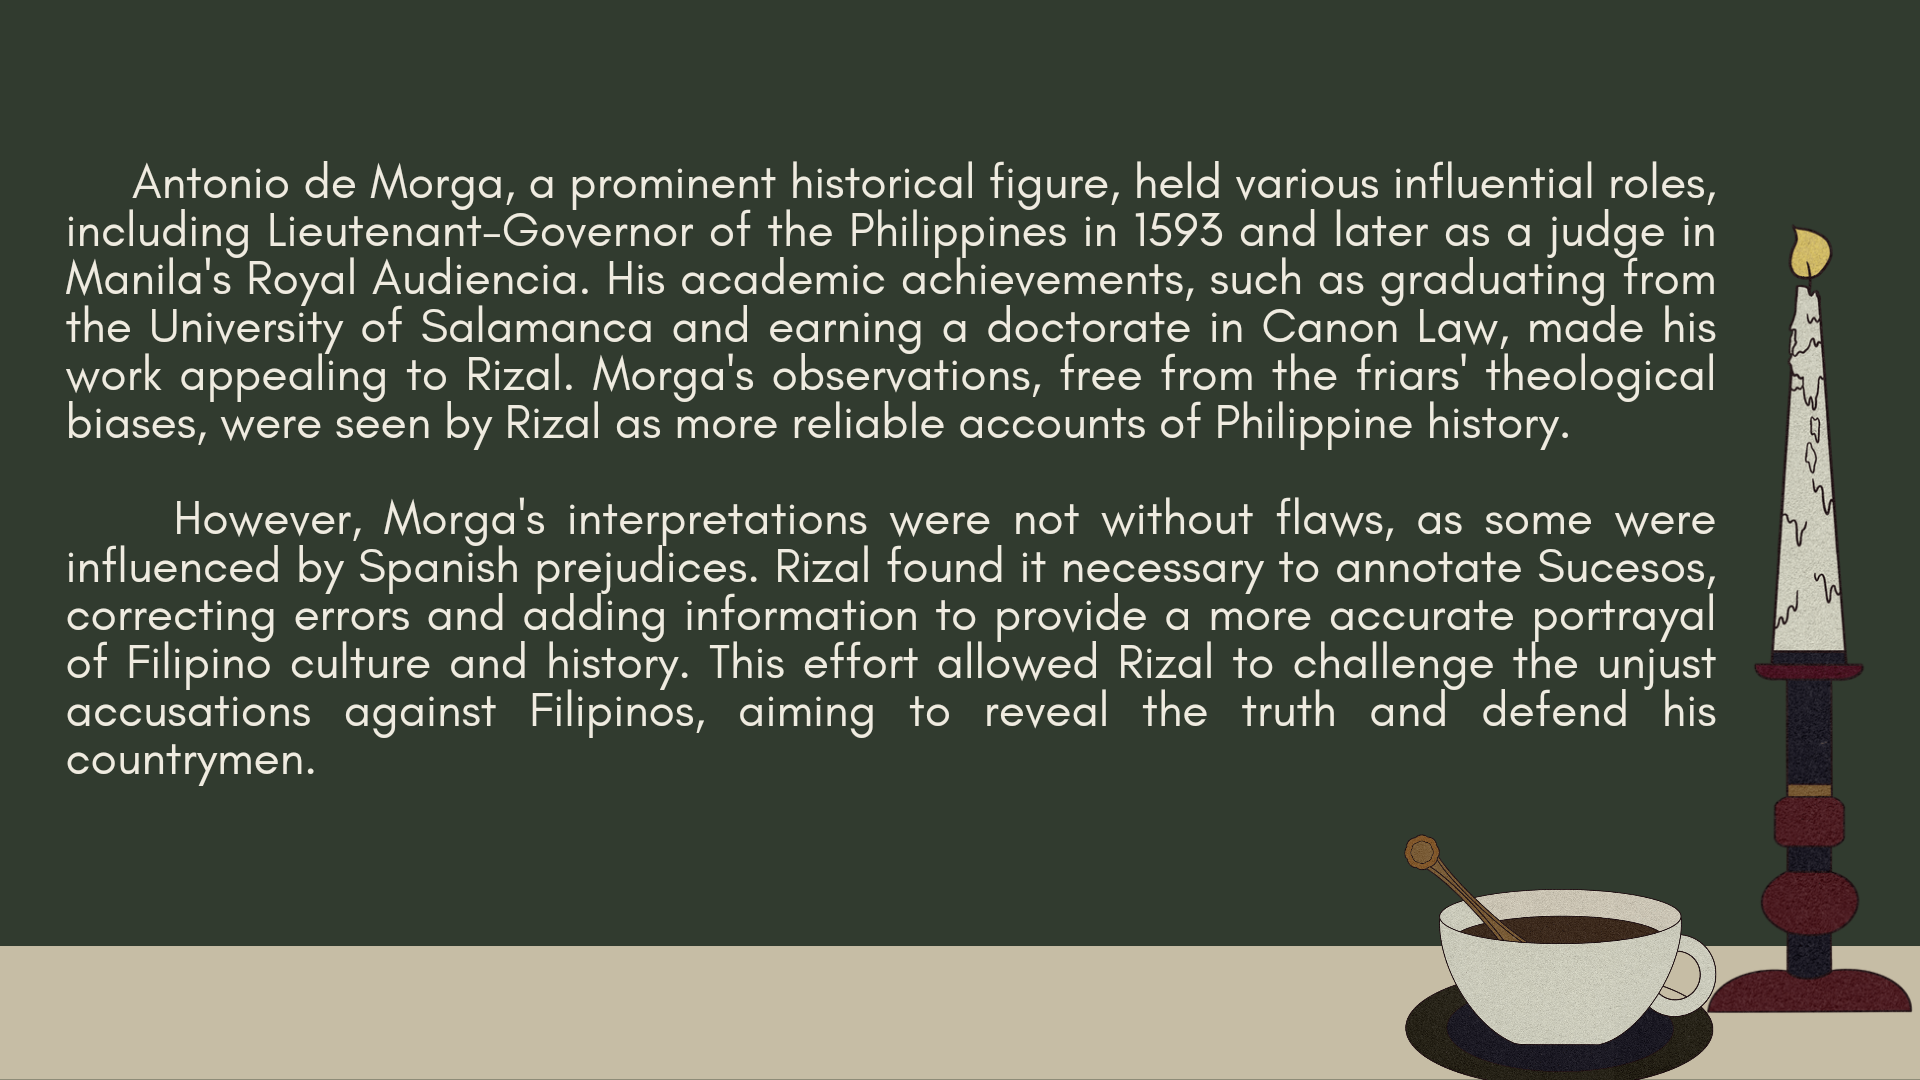 Antonio de Morga, a prominent historical figure, held various influential roles,
including Lieutenant-Governor of the Philippines in 1593 and later as a judge in
Manila's Royal Audiencia. His academic achievements, such as graduating from
the University of Salamanca and earning a doctorate in Canon Law, made his
work appealing to Rizal. Morga's observations, free from the friars' theological
biases, were seen by Rizal as more reliable accounts of Philippine history.
However, Morga's interpretations were not without flaws, as some were
influenced by Spanish prejudices. Rizal found it necessary to annotate Sucesos,
correcting errors and adding information to provide a more accurate portrayal
of Filipino culture and history. This effort allowed Rizal to challenge the unjust
accusations against Filipinos, aiming to reveal the truth and defend his
countrymen.